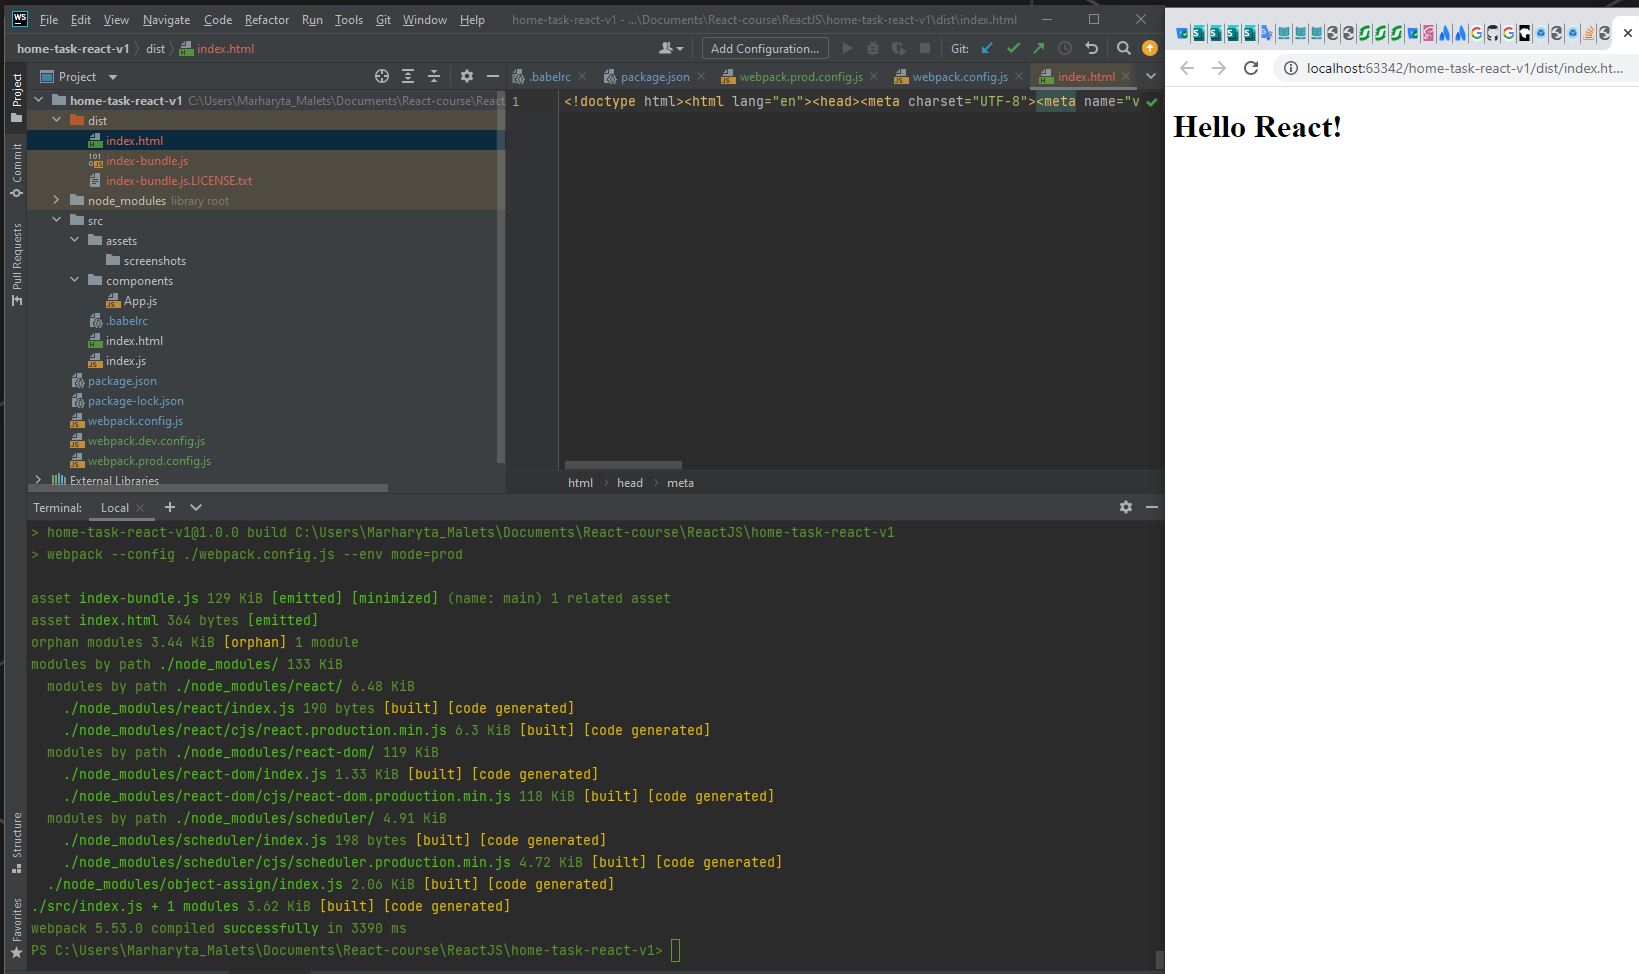 WS File Edit View Navigate Code Refactor Run Tools Git Window Help home-task-react-v1 - ...\Documents\React-course\ReactJS\home-task-react-v1\dist\index.html
home-task-react-v1 dist index.html Add Configuration... Git:
Project
Commit
Pull Requests
Structure
Favorites
Project
home-task-react-v1 C:\Users\Marharyta_Malets\Documents\React-course\React
dist
index.html
index-bundle.js
index-bundle.js.LICENSE.txt
node_modules library root
src
assets
screenshots
components
App.js
.babelrc
index.html
index.js
package.json
package-lock.json
webpack.config.js
webpack.dev.config.js
webpack.prod.config.js
External Libraries
.babelrc package.json webpack.prod.config.js webpack.config.js index.html
1 <!doctype html><html lang="en"><head><meta charset="UTF-8"><meta name="v
html head meta
Terminal: Local
> home-task-react-v1@1.0.0 build C:\Users\Marharyta_Malets\Documents\React-course\ReactJS\home-task-react-v1
> webpack --config ./webpack.config.js --env mode=prod
asset index-bundle.js 129 KiB [emitted] [minimized] (name: main) 1 related asset
asset index.html 364 bytes [emitted]
orphan modules 3.44 KiB [orphan] 1 module
modules by path ./node_modules/ 133 KiB
modules by path ./node_modules/react/ 6.48 KiB
./node_modules/react/index.js 190 bytes [built] [code generated]
./node_modules/react/cjs/react.production.min.js 6.3 KiB [built] [code generated]
modules by path ./node_modules/react-dom/ 119 KiB
./node_modules/react-dom/index.js 1.33 KiB [built] [code generated]
./node_modules/react-dom/cjs/react-dom.production.min.js 118 KiB [built] [code generated]
modules by path ./node_modules/scheduler/ 4.91 KiB
./node_modules/scheduler/index.js 198 bytes [built] [code generated]
./node_modules/scheduler/cjs/scheduler.production.min.js 4.72 KiB [built] [code generated]
./node_modules/object-assign/index.js 2.06 KiB [built] [code generated]
./src/index.js + 1 modules 3.62 KiB [built] [code generated]
webpack 5.53.0 compiled successfully in 3390 ms
PS C:\Users\Marharyta_Malets\Documents\React-course\ReactJS\home-task-react-v1>
localhost:63342/home-task-react-v1/dist/index.ht...
Hello React!